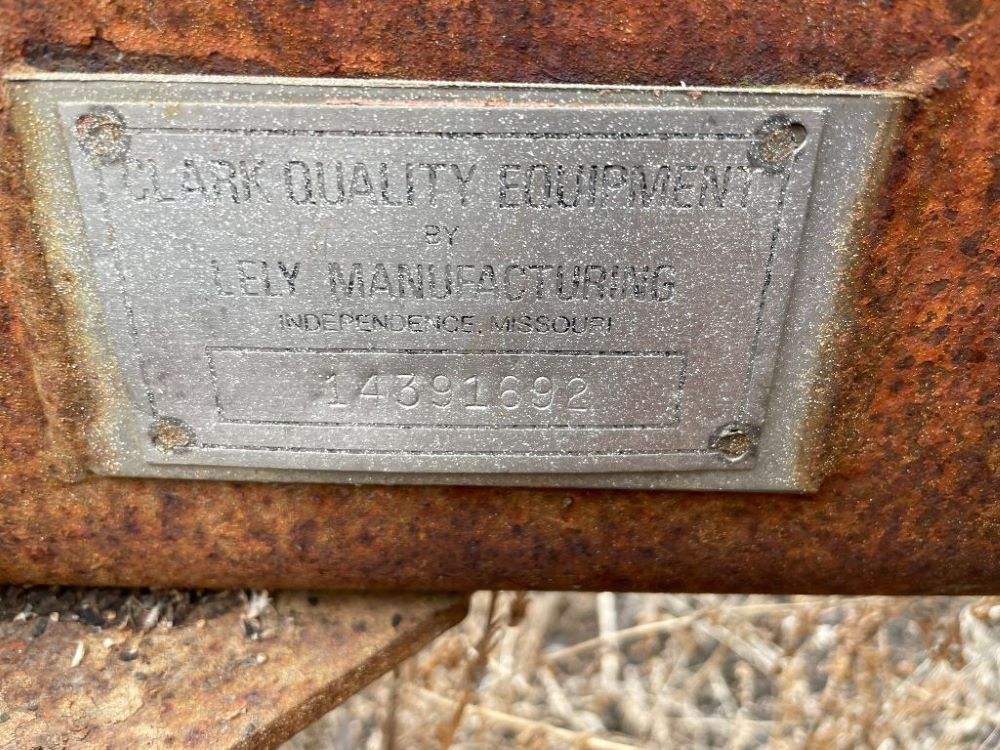 CLARK QUALITY EQUIPMENT
BY
LELY MANUFACTURING
INDEPENDENCE, MISSOURI
14391692